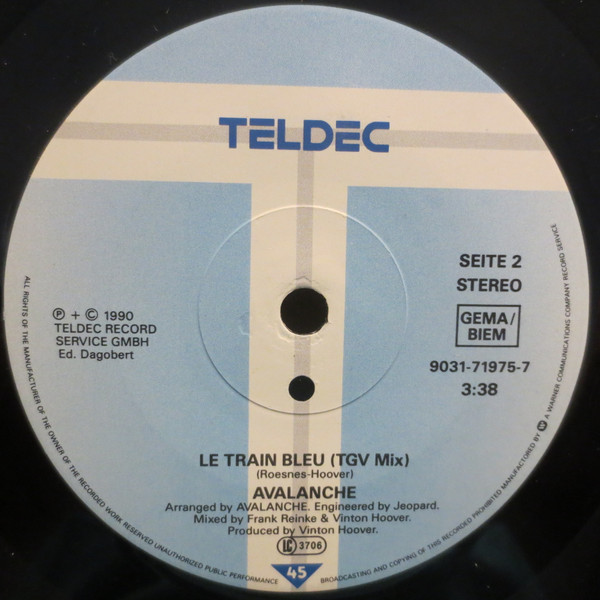 TELDEC
SEITE 2
STEREO
GEMA/
BIEM
9031-71975-7
3:38
Ⓟ + © 1990
TELDEC RECORD
SERVICE GMBH
Ed. Dagobert
LE TRAIN BLEU (TGV Mix)
(Roesnes-Hoover)
AVALANCHE
Arranged by AVALANCHE. Engineered by Jeopard.
Mixed by Frank Reinke & Vinton Hoover.
Produced by Vinton Hoover.
LC 3706
45
ALL RIGHTS OF THE MANUFACTURER OF THE OWNER OF THE RECORDED WORK RESERVED UNAUTHORIZED PUBLIC PERFORMANCE BROADCASTING AND COPYING OF THIS RECORDED PROHIBITED MANUFACTURED BY W A WARNER COMMUNICATIONS COMPANY RECORD SERVICE